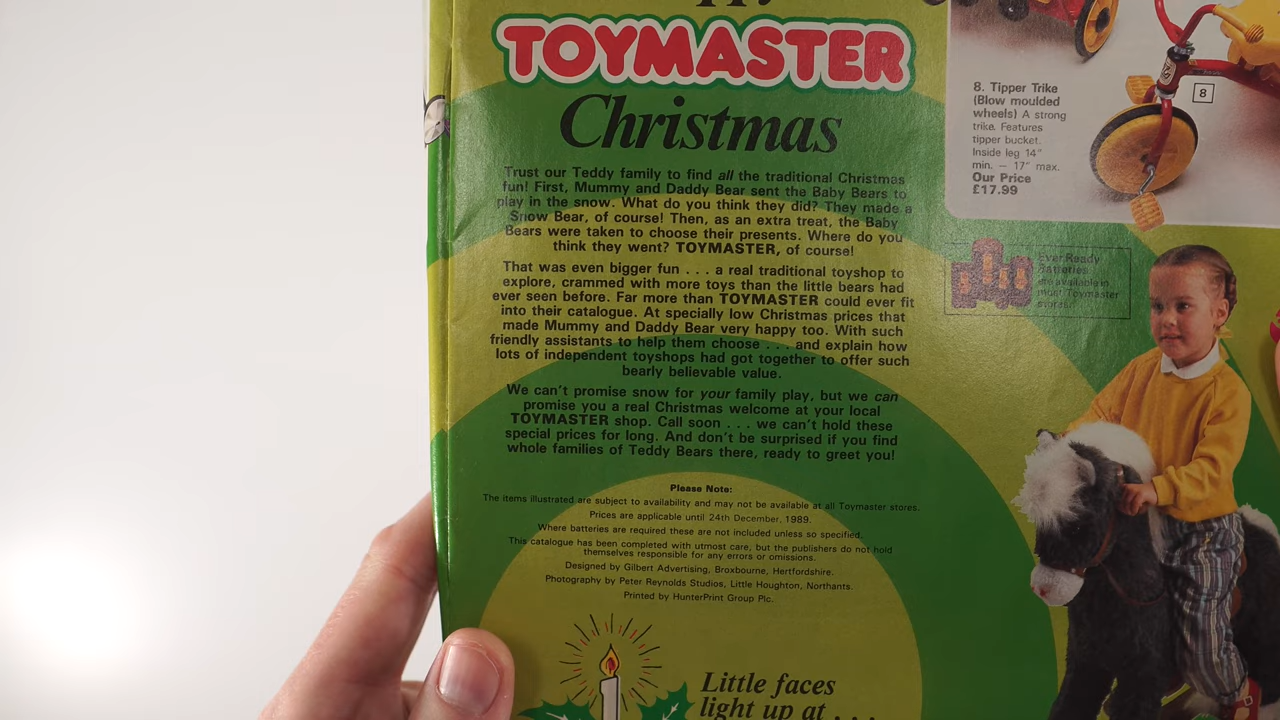 TOYMASTER
Christmas
Trust our Teddy family to find all the traditional Christmas
fun! First, Mummy and Daddy Bear sent the Baby Bears to
play in the snow. What do you think they did? They made a
Snow Bear, of course! Then, as an extra treat, the Baby
Bears were taken to choose their presents. Where do you
think they went? TOYMASTER, of course!
That was even bigger fun . . . a real traditional toyshop to
explore, crammed with more toys than the little bears had
ever seen before. Far more than TOYMASTER could ever fit
into their catalogue. At specially low Christmas prices that
made Mummy and Daddy Bear very happy too. With such
friendly assistants to help them choose . . . and explain how
lots of independent toyshops had got together to offer such
bearly believable value.
We can't promise snow for your family play, but we can
promise you a real Christmas welcome at your local
TOYMASTER shop. Call soon . . . we can't hold these
special prices for long. And don't be surprised if you find
whole families of Teddy Bears there, ready to greet you!
Please Note:
The items illustrated are subject to availability and may not be available at all Toymaster stores.
Prices are applicable until 24th December, 1989.
Where batteries are required these are not included unless so specified.
This catalogue has been completed with utmost care, but the publishers do not hold
themselves responsible for any errors or omissions.
Designed by Gilbert Advertising, Broxbourne, Hertfordshire.
Photography by Peter Reynolds Studios, Little Houghton, Northants.
Printed by HunterPrint Group Plc.
Little faces
light up at . . .
8. Tipper Trike
(Blow moulded
wheels) A strong
trike. Features
tipper bucket.
Inside leg 14"
min. – 17" max.
Our Price
£17.99
8
Ever Ready
Batteries
are available in
most Toymaster
stores.